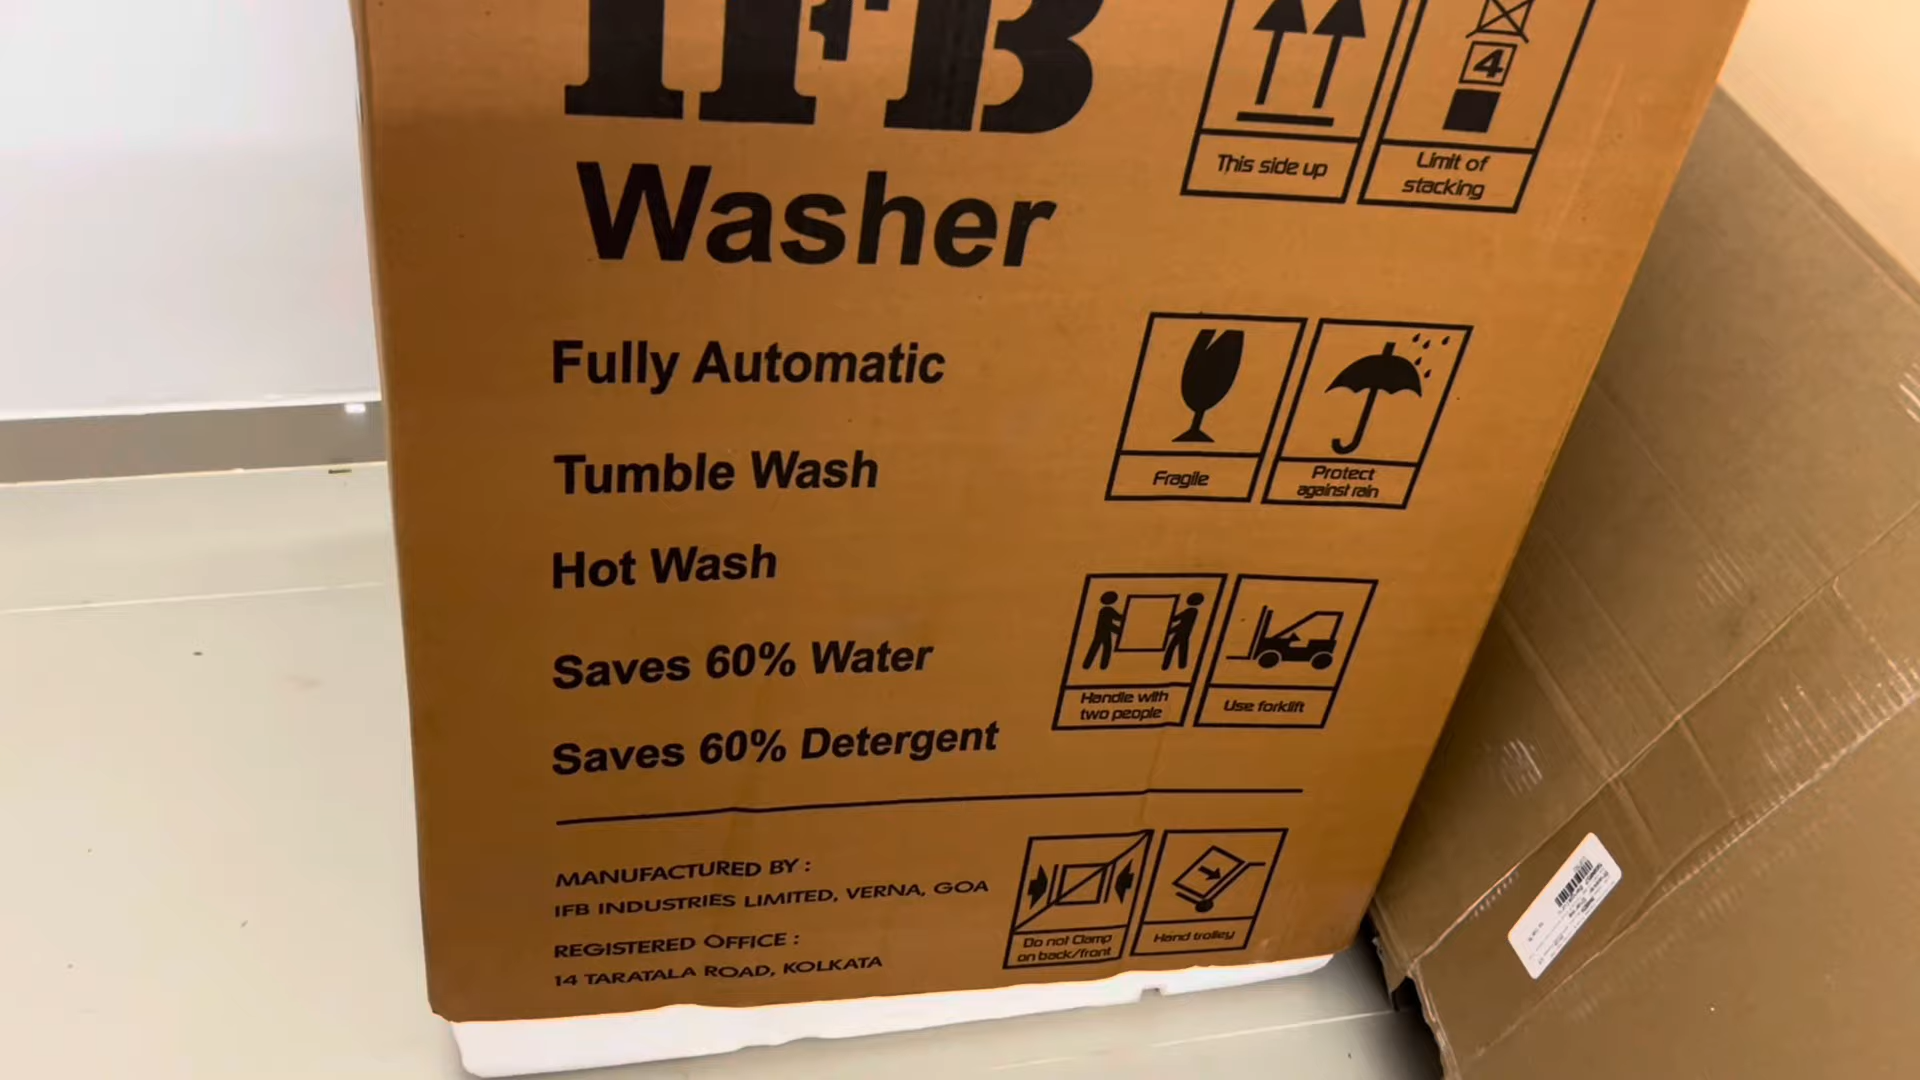 IFB
Washer
Fully Automatic
Tumble Wash
Hot Wash
Saves 60% Water
Saves 60% Detergent
MANUFACTURED BY :
IFB INDUSTRIES LIMITED, VERNA, GOA
REGISTERED OFFICE :
14 TARATALA ROAD, KOLKATA
This side up
4
Limit of
stacking
Fragile
Protect
against rain
Handle with
two people
Use forklift
Do not Clamp
on back/front
Hand trolley